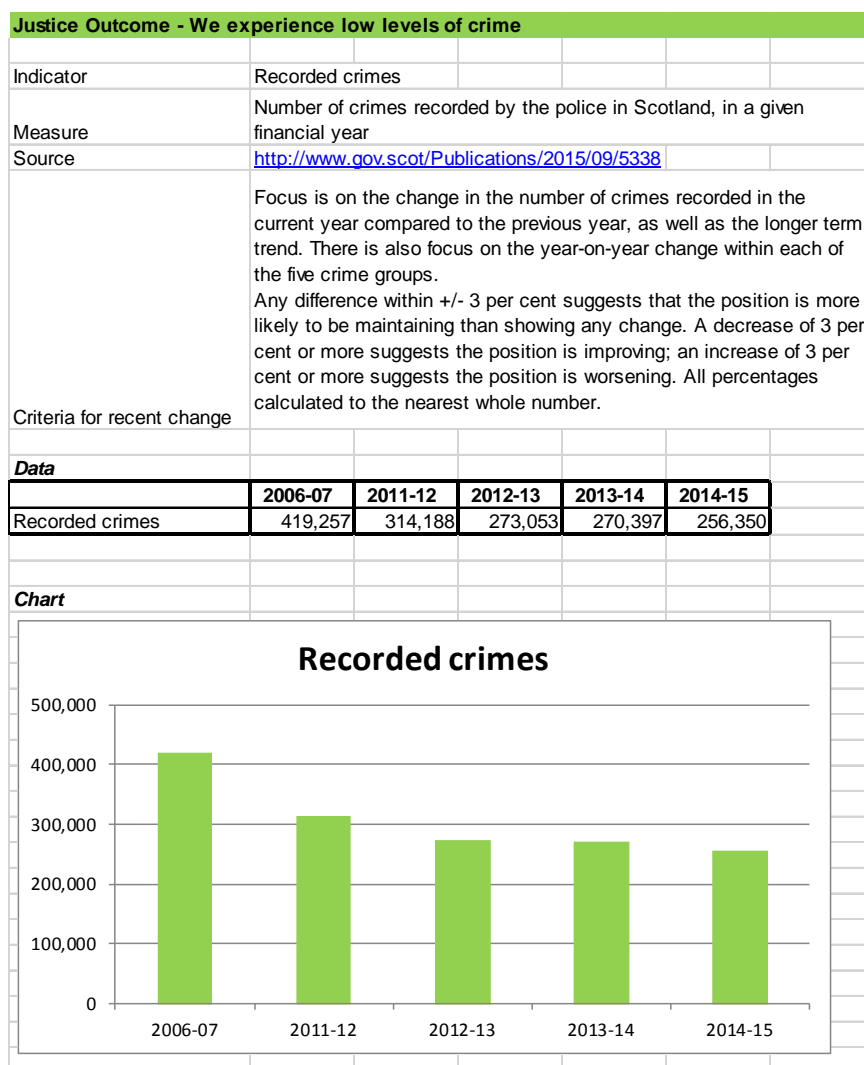 Justice Outcome - We experience low levels of crime
Indicator Recorded crimes
Measure Number of crimes recorded by the police in Scotland, in a given
financial year
Source http://www.gov.scot/Publications/2015/09/5338
Criteria for recent change Focus is on the change in the number of crimes recorded in the
current year compared to the previous year, as well as the longer term
trend. There is also focus on the year-on-year change within each of
the five crime groups.
Any difference within +/- 3 per cent suggests that the position is more
likely to be maintaining than showing any change. A decrease of 3 per
cent or more suggests the position is improving; an increase of 3 per
cent or more suggests the position is worsening. All percentages
calculated to the nearest whole number.
Data
2006-07 2011-12 2012-13 2013-14 2014-15
Recorded crimes 419,257 314,188 273,053 270,397 256,350
Chart
Recorded crimes
500,000
400,000
300,000
200,000
100,000
0
2006-07 2011-12 2012-13 2013-14 2014-15